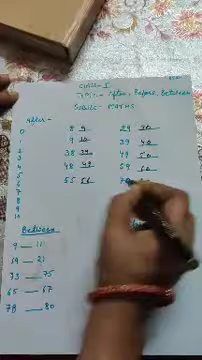 Class - I
Topic - After, Before, Between
Subject - Maths
After -
0 8 9 29 30
1 9 10 39 40
2
3 38 39 49 50
4 48 49 59 60
5
6 55 56
7
8
9
10
Between
9 __ 11
19 __ 21
73 __ 75
65 __ 67
78 __ 80